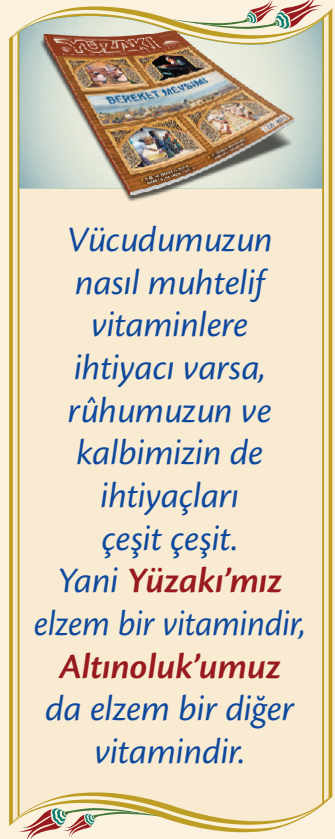 YÜZAKI
BEREKET MEVSİMİ
Vücudumuzun
nasıl muhtelif
vitaminlere
ihtiyacı varsa,
rûhumuzun ve
kalbimizin de
ihtiyaçları
çeşit çeşit.
Yani Yüzakı’mız
elzem bir vitamindir,
Altınoluk’umuz
da elzem bir diğer
vitamindir.